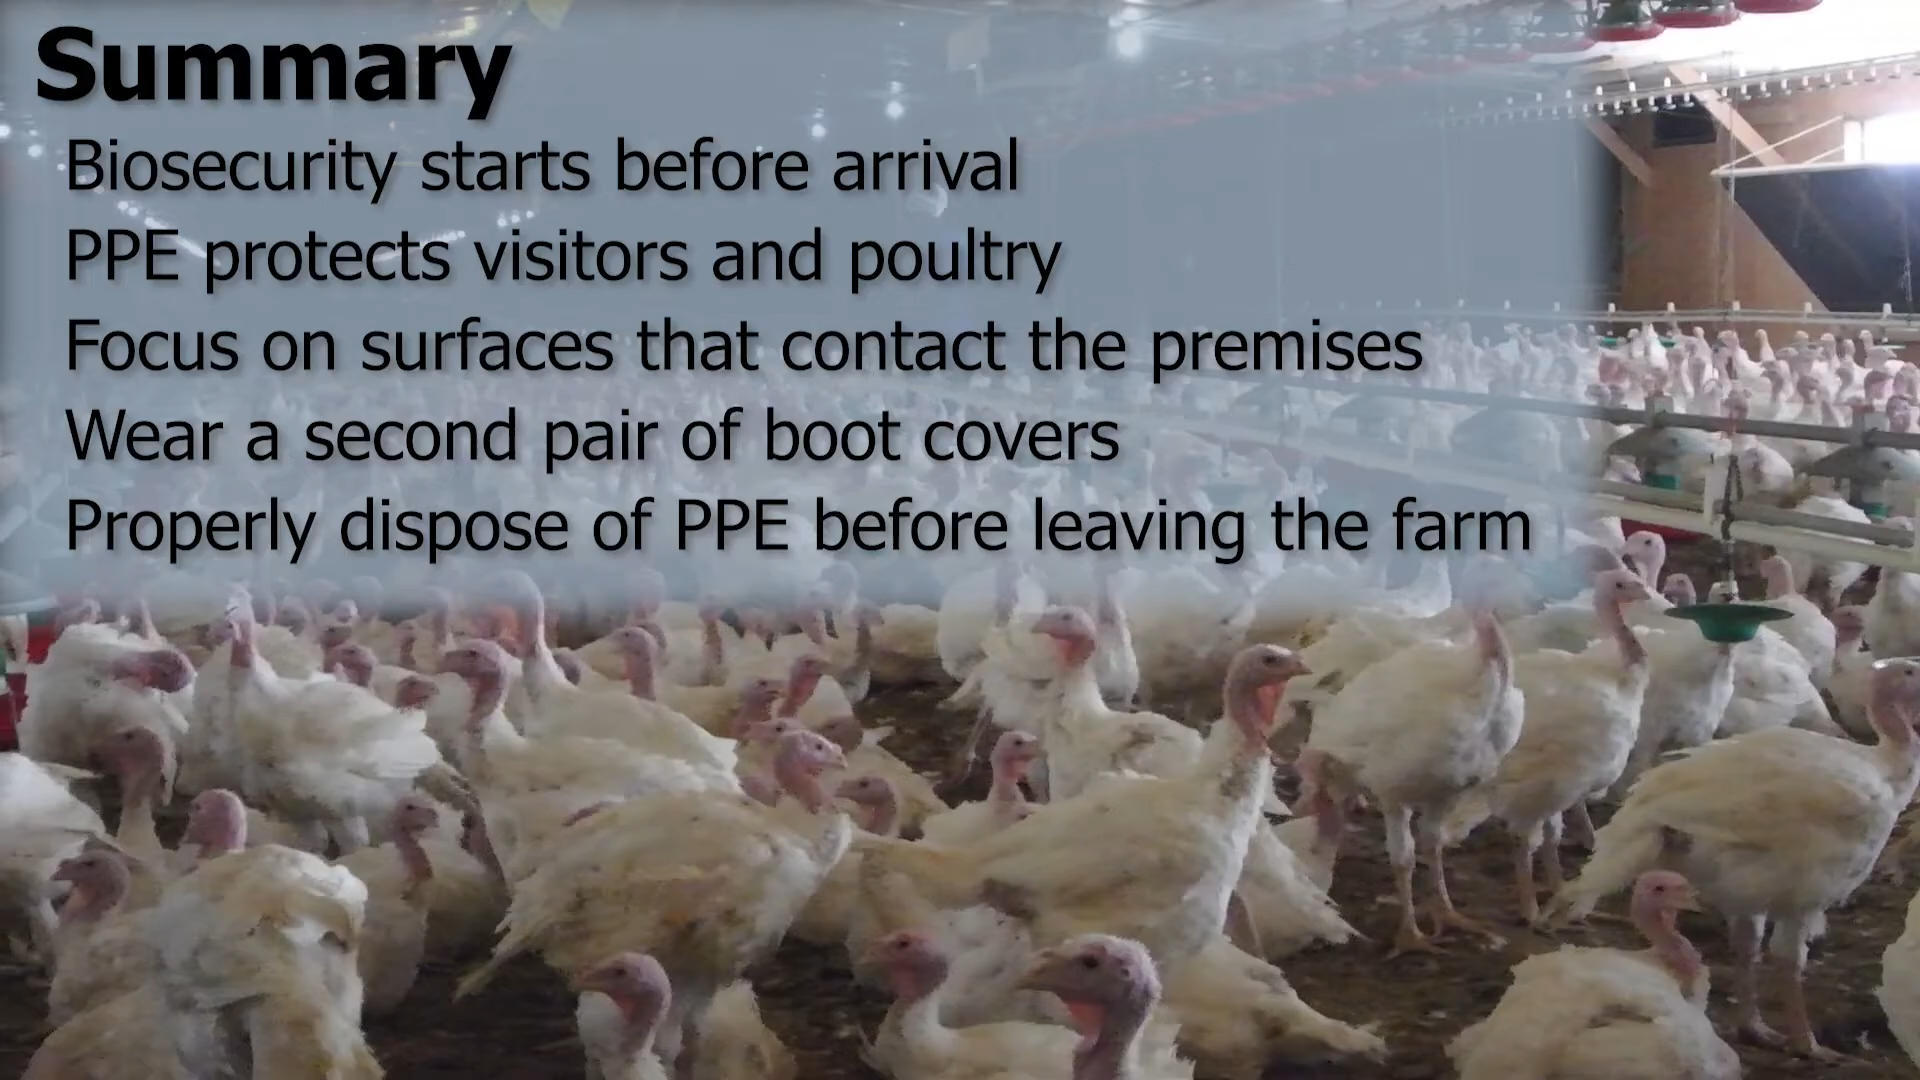 Summary
Biosecurity starts before arrival
PPE protects visitors and poultry
Focus on surfaces that contact the premises
Wear a second pair of boot covers
Properly dispose of PPE before leaving the farm